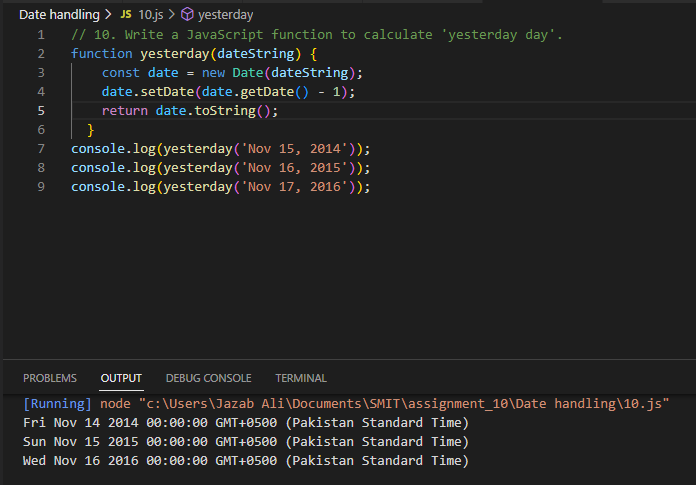 Date handling > JS 10.js > yesterday
1 // 10. Write a JavaScript function to calculate 'yesterday day'.
2 function yesterday(dateString) {
3     const date = new Date(dateString);
4     date.setDate(date.getDate() - 1);
5     return date.toString();
6   }
7 console.log(yesterday('Nov 15, 2014'));
8 console.log(yesterday('Nov 16, 2015'));
9 console.log(yesterday('Nov 17, 2016'));
PROBLEMS OUTPUT DEBUG CONSOLE TERMINAL
[Running] node "c:\Users\Jazab Ali\Documents\SMIT\assignment_10\Date handling\10.js"
Fri Nov 14 2014 00:00:00 GMT+0500 (Pakistan Standard Time)
Sun Nov 15 2015 00:00:00 GMT+0500 (Pakistan Standard Time)
Wed Nov 16 2016 00:00:00 GMT+0500 (Pakistan Standard Time)